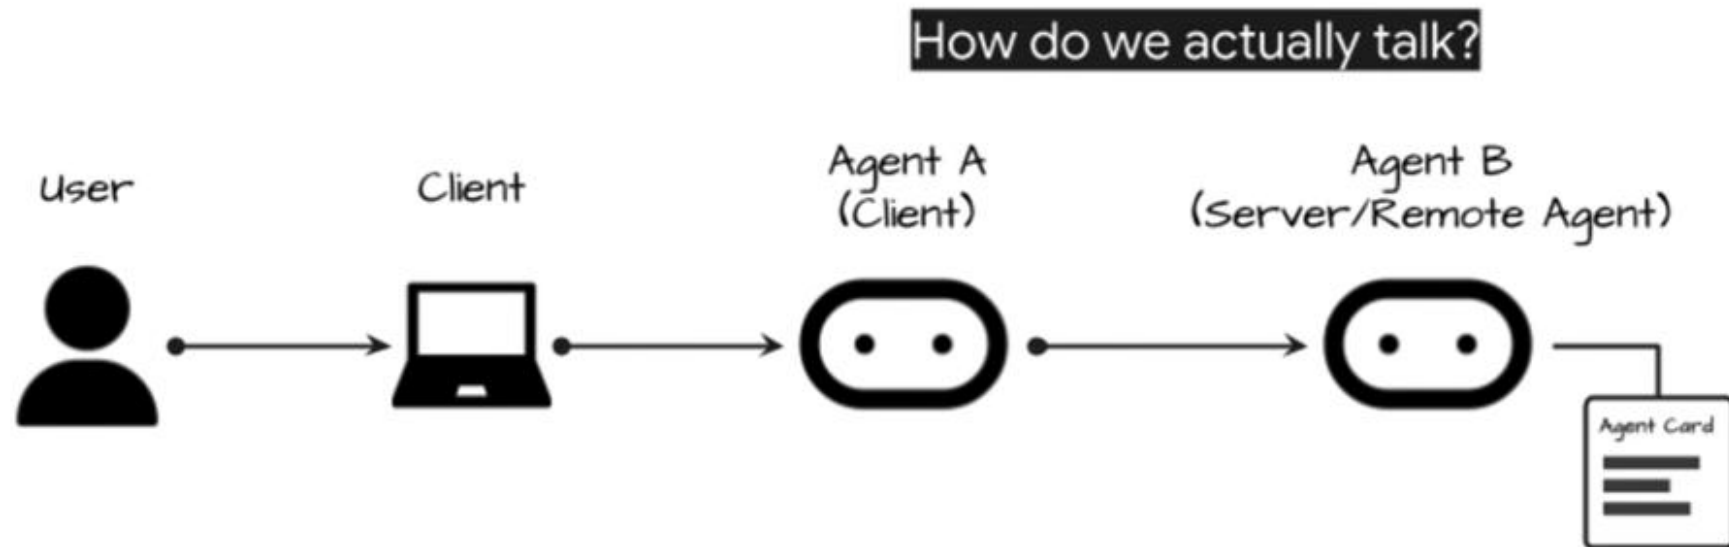 How do we actually talk?
User
Client
Agent A
(Client)
Agent B
(Server/Remote Agent)
Agent Card